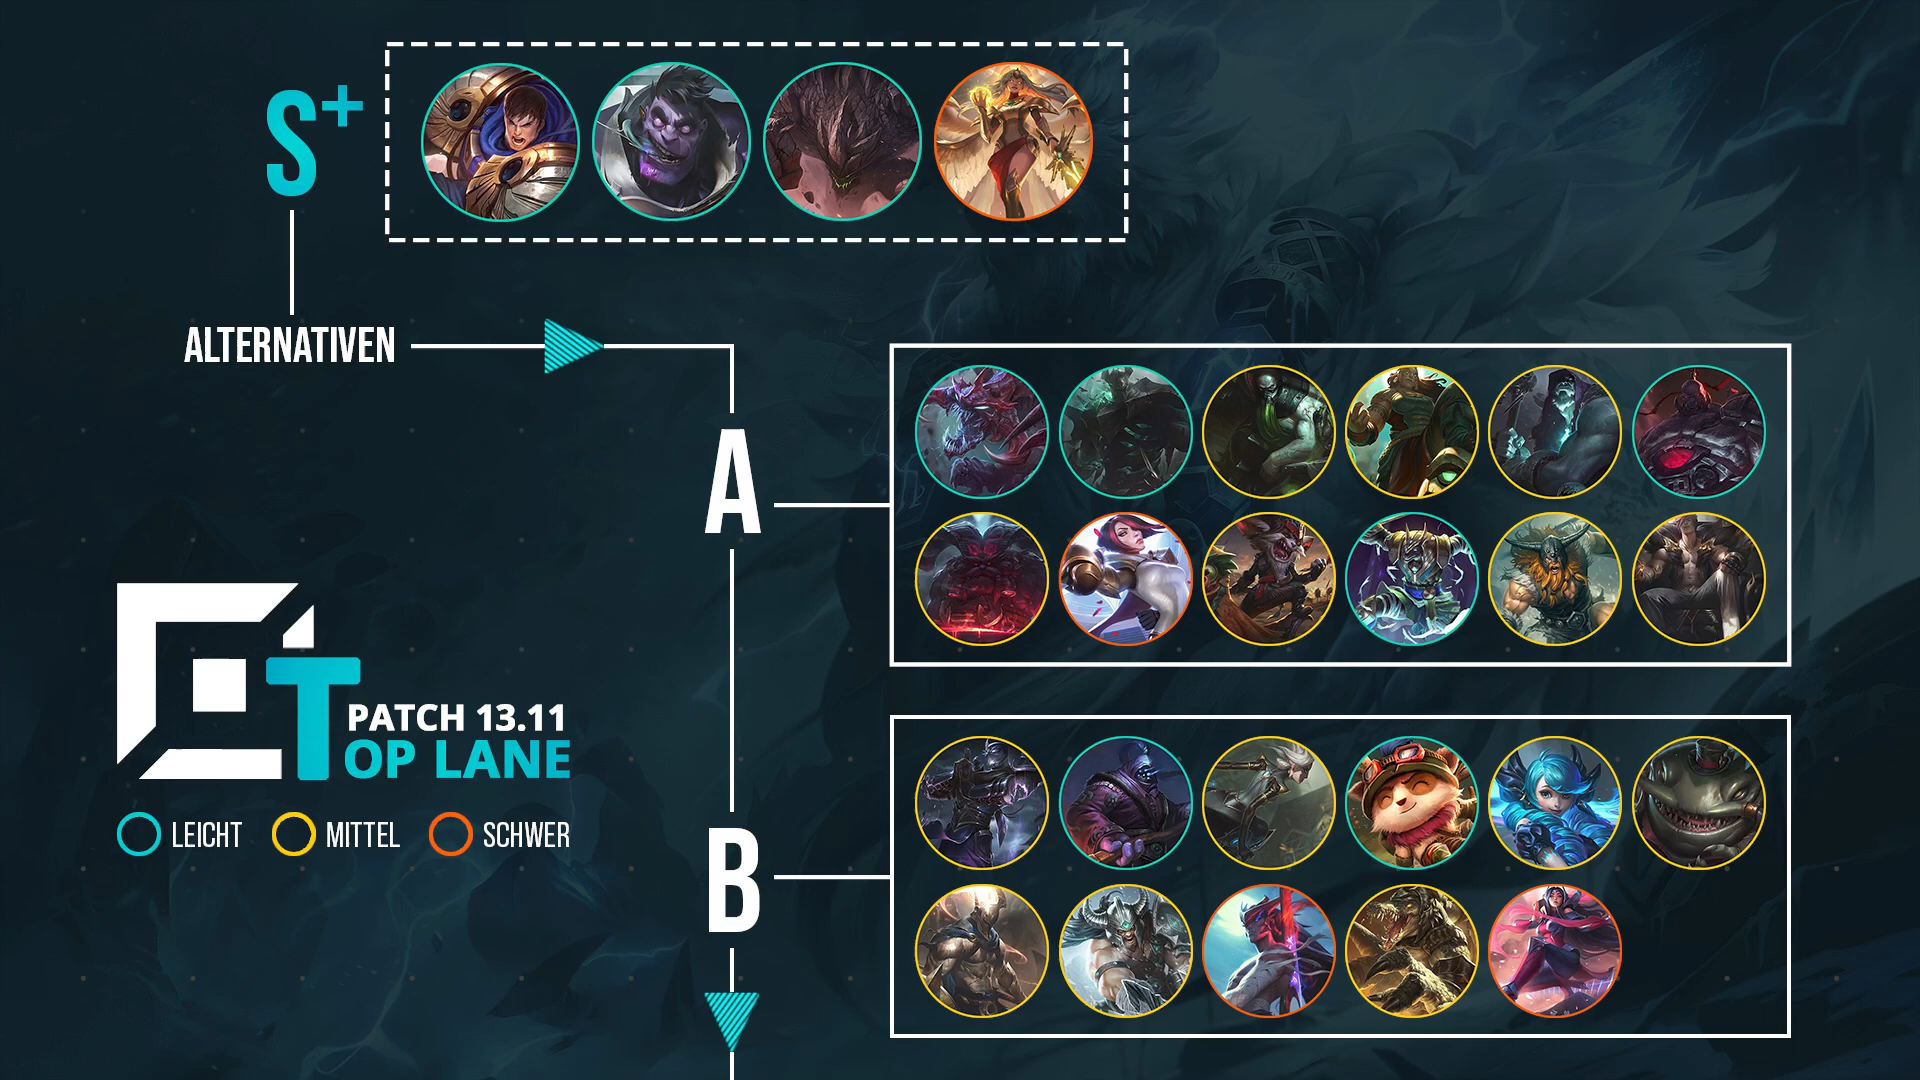 S+
ALTERNATIVEN
A
PATCH 13.11
TOP LANE
LEICHT MITTEL SCHWER
B